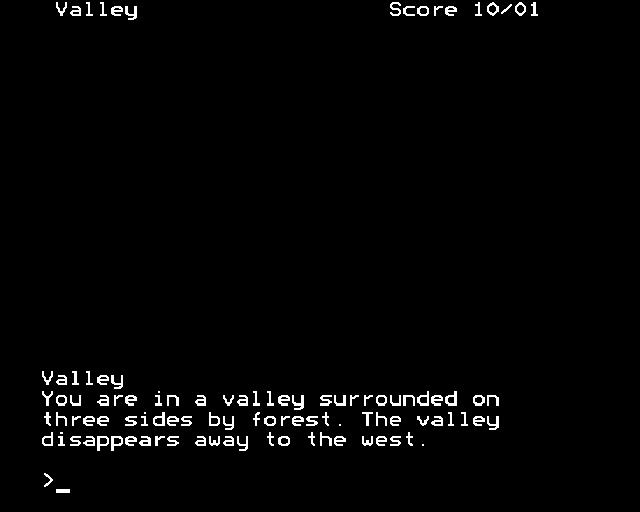 Valley Score 10/01
Valley
You are in a valley surrounded on
three sides by forest. The valley
disappears away to the west.
>_